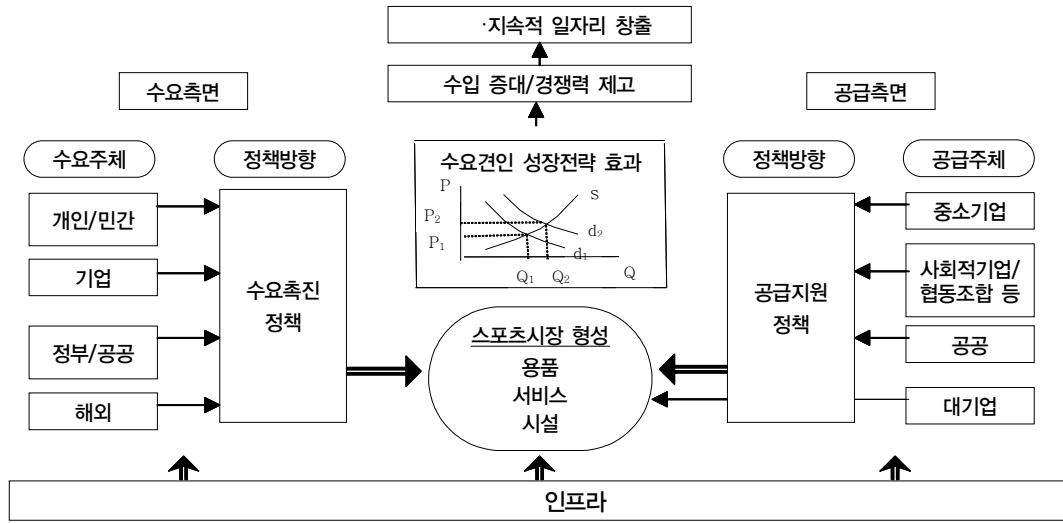 ·지속적 일자리 창출
수입 증대/경쟁력 제고
수요측면
공급측면
수요주체
정책방향
수요견인 성장전략 효과
정책방향
공급주체
P
S
P2
P1
d2
d1
Q1
Q2
Q
개인/민간
기업
정부/공공
해외
수요촉진
정책
스포츠시장 형성
용품
서비스
시설
공급지원
정책
중소기업
사회적기업/
협동조합 등
공공
대기업
인프라